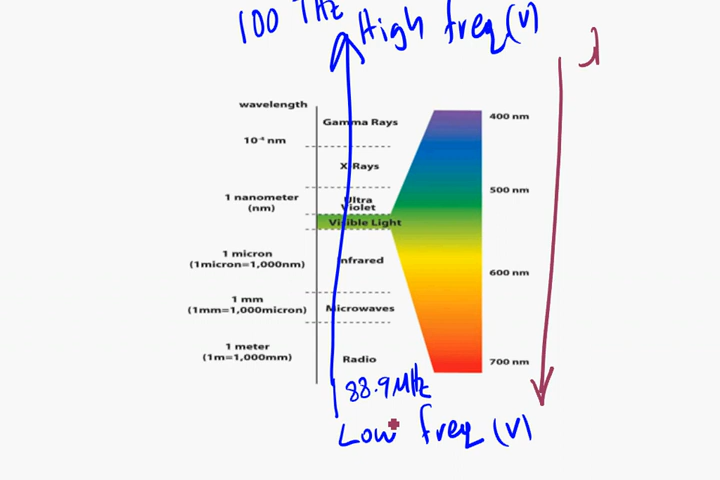 100 THz
High freq(ν)
λ
wavelength
Gamma Rays
10⁻⁴ nm
X Rays
1 nanometer
(nm)
Ultra
Violet
Visible Light
1 micron
(1micron=1,000nm)
Infrared
1 mm
(1mm=1,000micron)
Microwaves
1 meter
(1m=1,000mm)
Radio
400 nm
500 nm
600 nm
700 nm
88.9MHz
Low freq (ν)